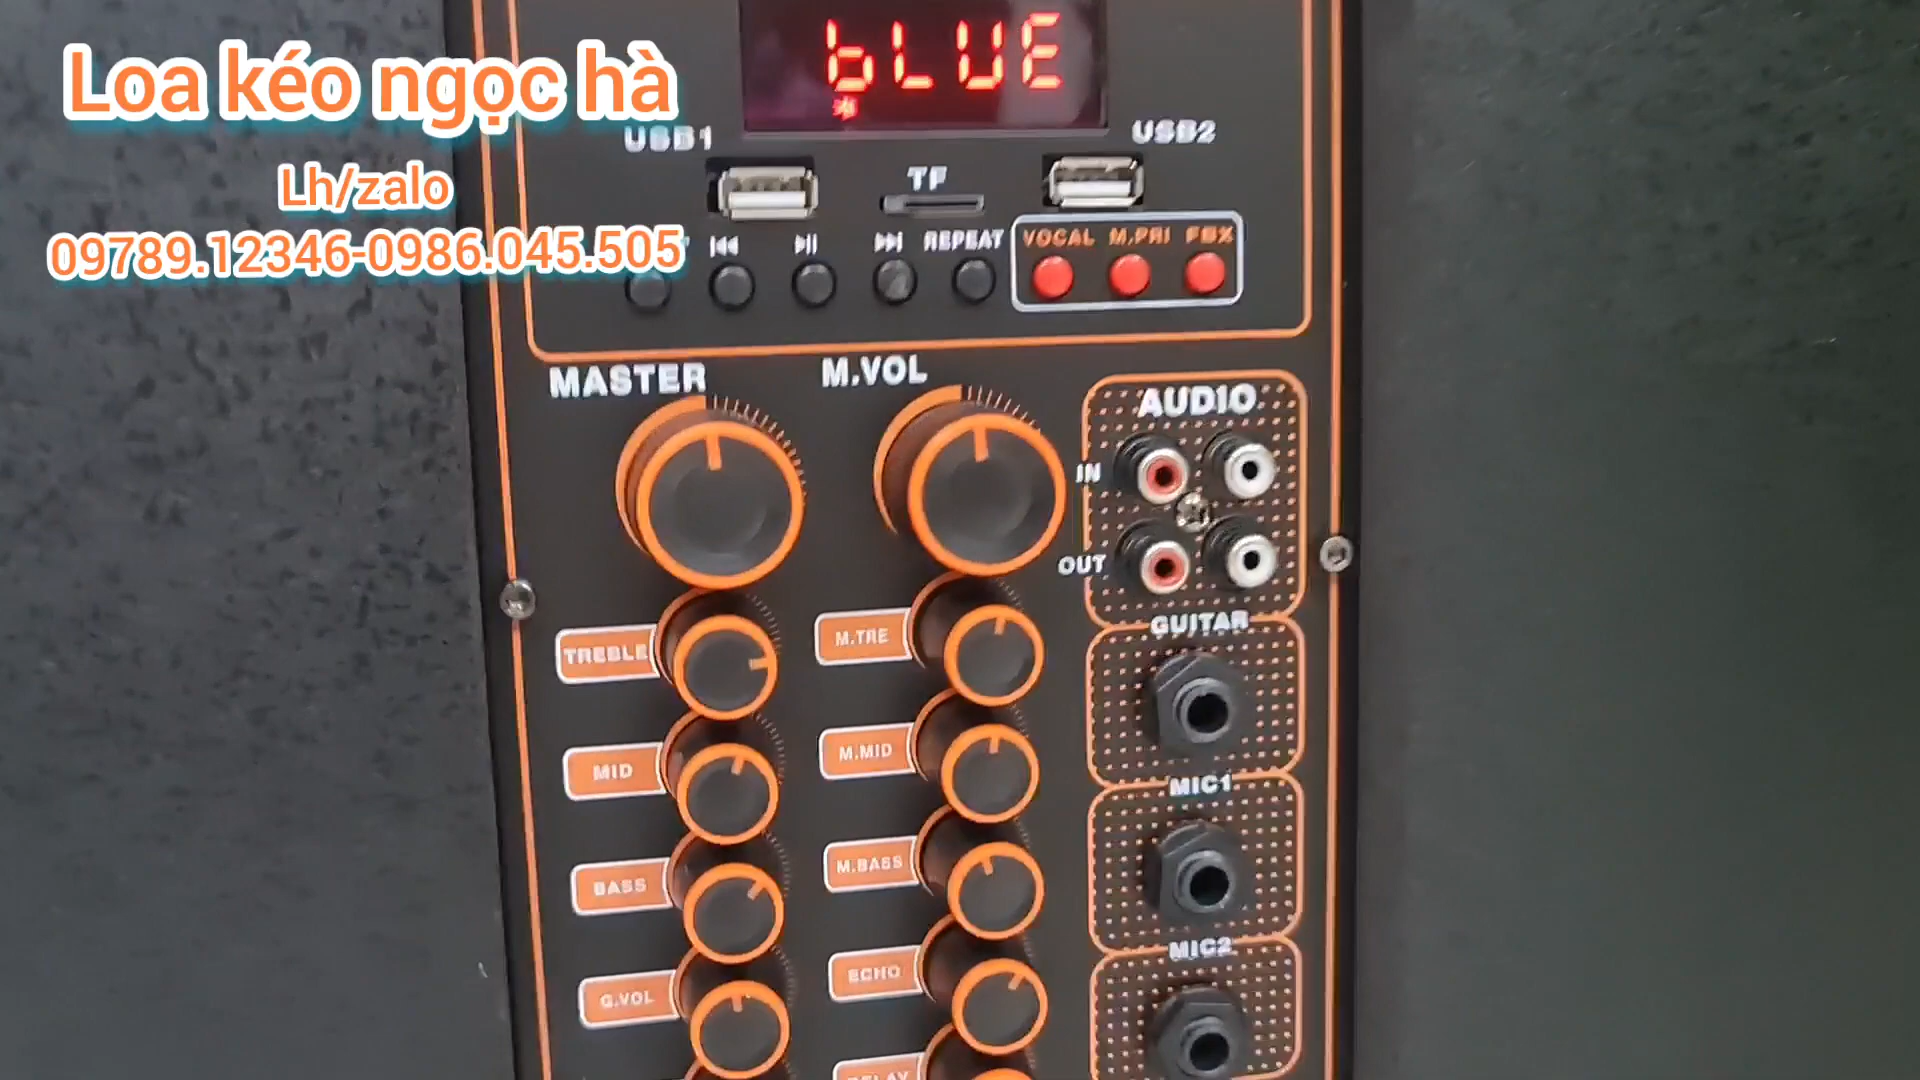 Loa kéo ngọc hà
Lh/zalo
09789.12346-0986.045.505
bLUE
USB1
USB2
TF
REPEAT
VOCAL M.PRI FBX
MASTER
M.VOL
AUDIO
IN
OUT
TREBLE
M.TRE
GUITAR
MID
M.MID
MIC1
BASS
M.BASS
MIC2
G.VOL
ECHO
DELAY